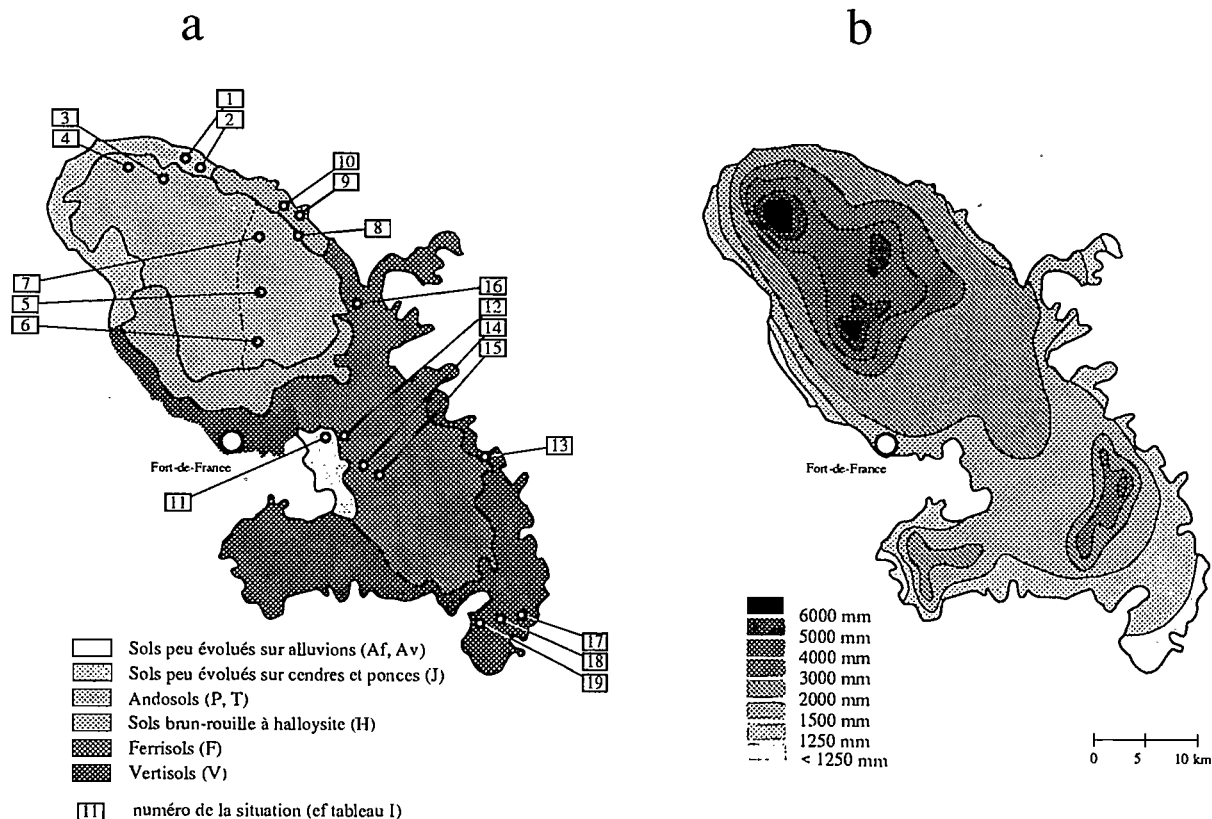 a
b
1
2
3
4
10
9
8
7
5
6
16
12
14
15
13
11
Fort-de-France
Fort-de-France
17
18
19
Sols peu évolués sur alluvions (Af, Av)
Sols peu évolués sur cendres et ponces (J)
Andosols (P, T)
Sols brun-rouille à halloysite (H)
Ferrisols (F)
Vertisols (V)
11 numéro de la situation (cf tableau I)
6000 mm
5000 mm
4000 mm
3000 mm
2000 mm
1500 mm
1250 mm
< 1250 mm
0 5 10 km